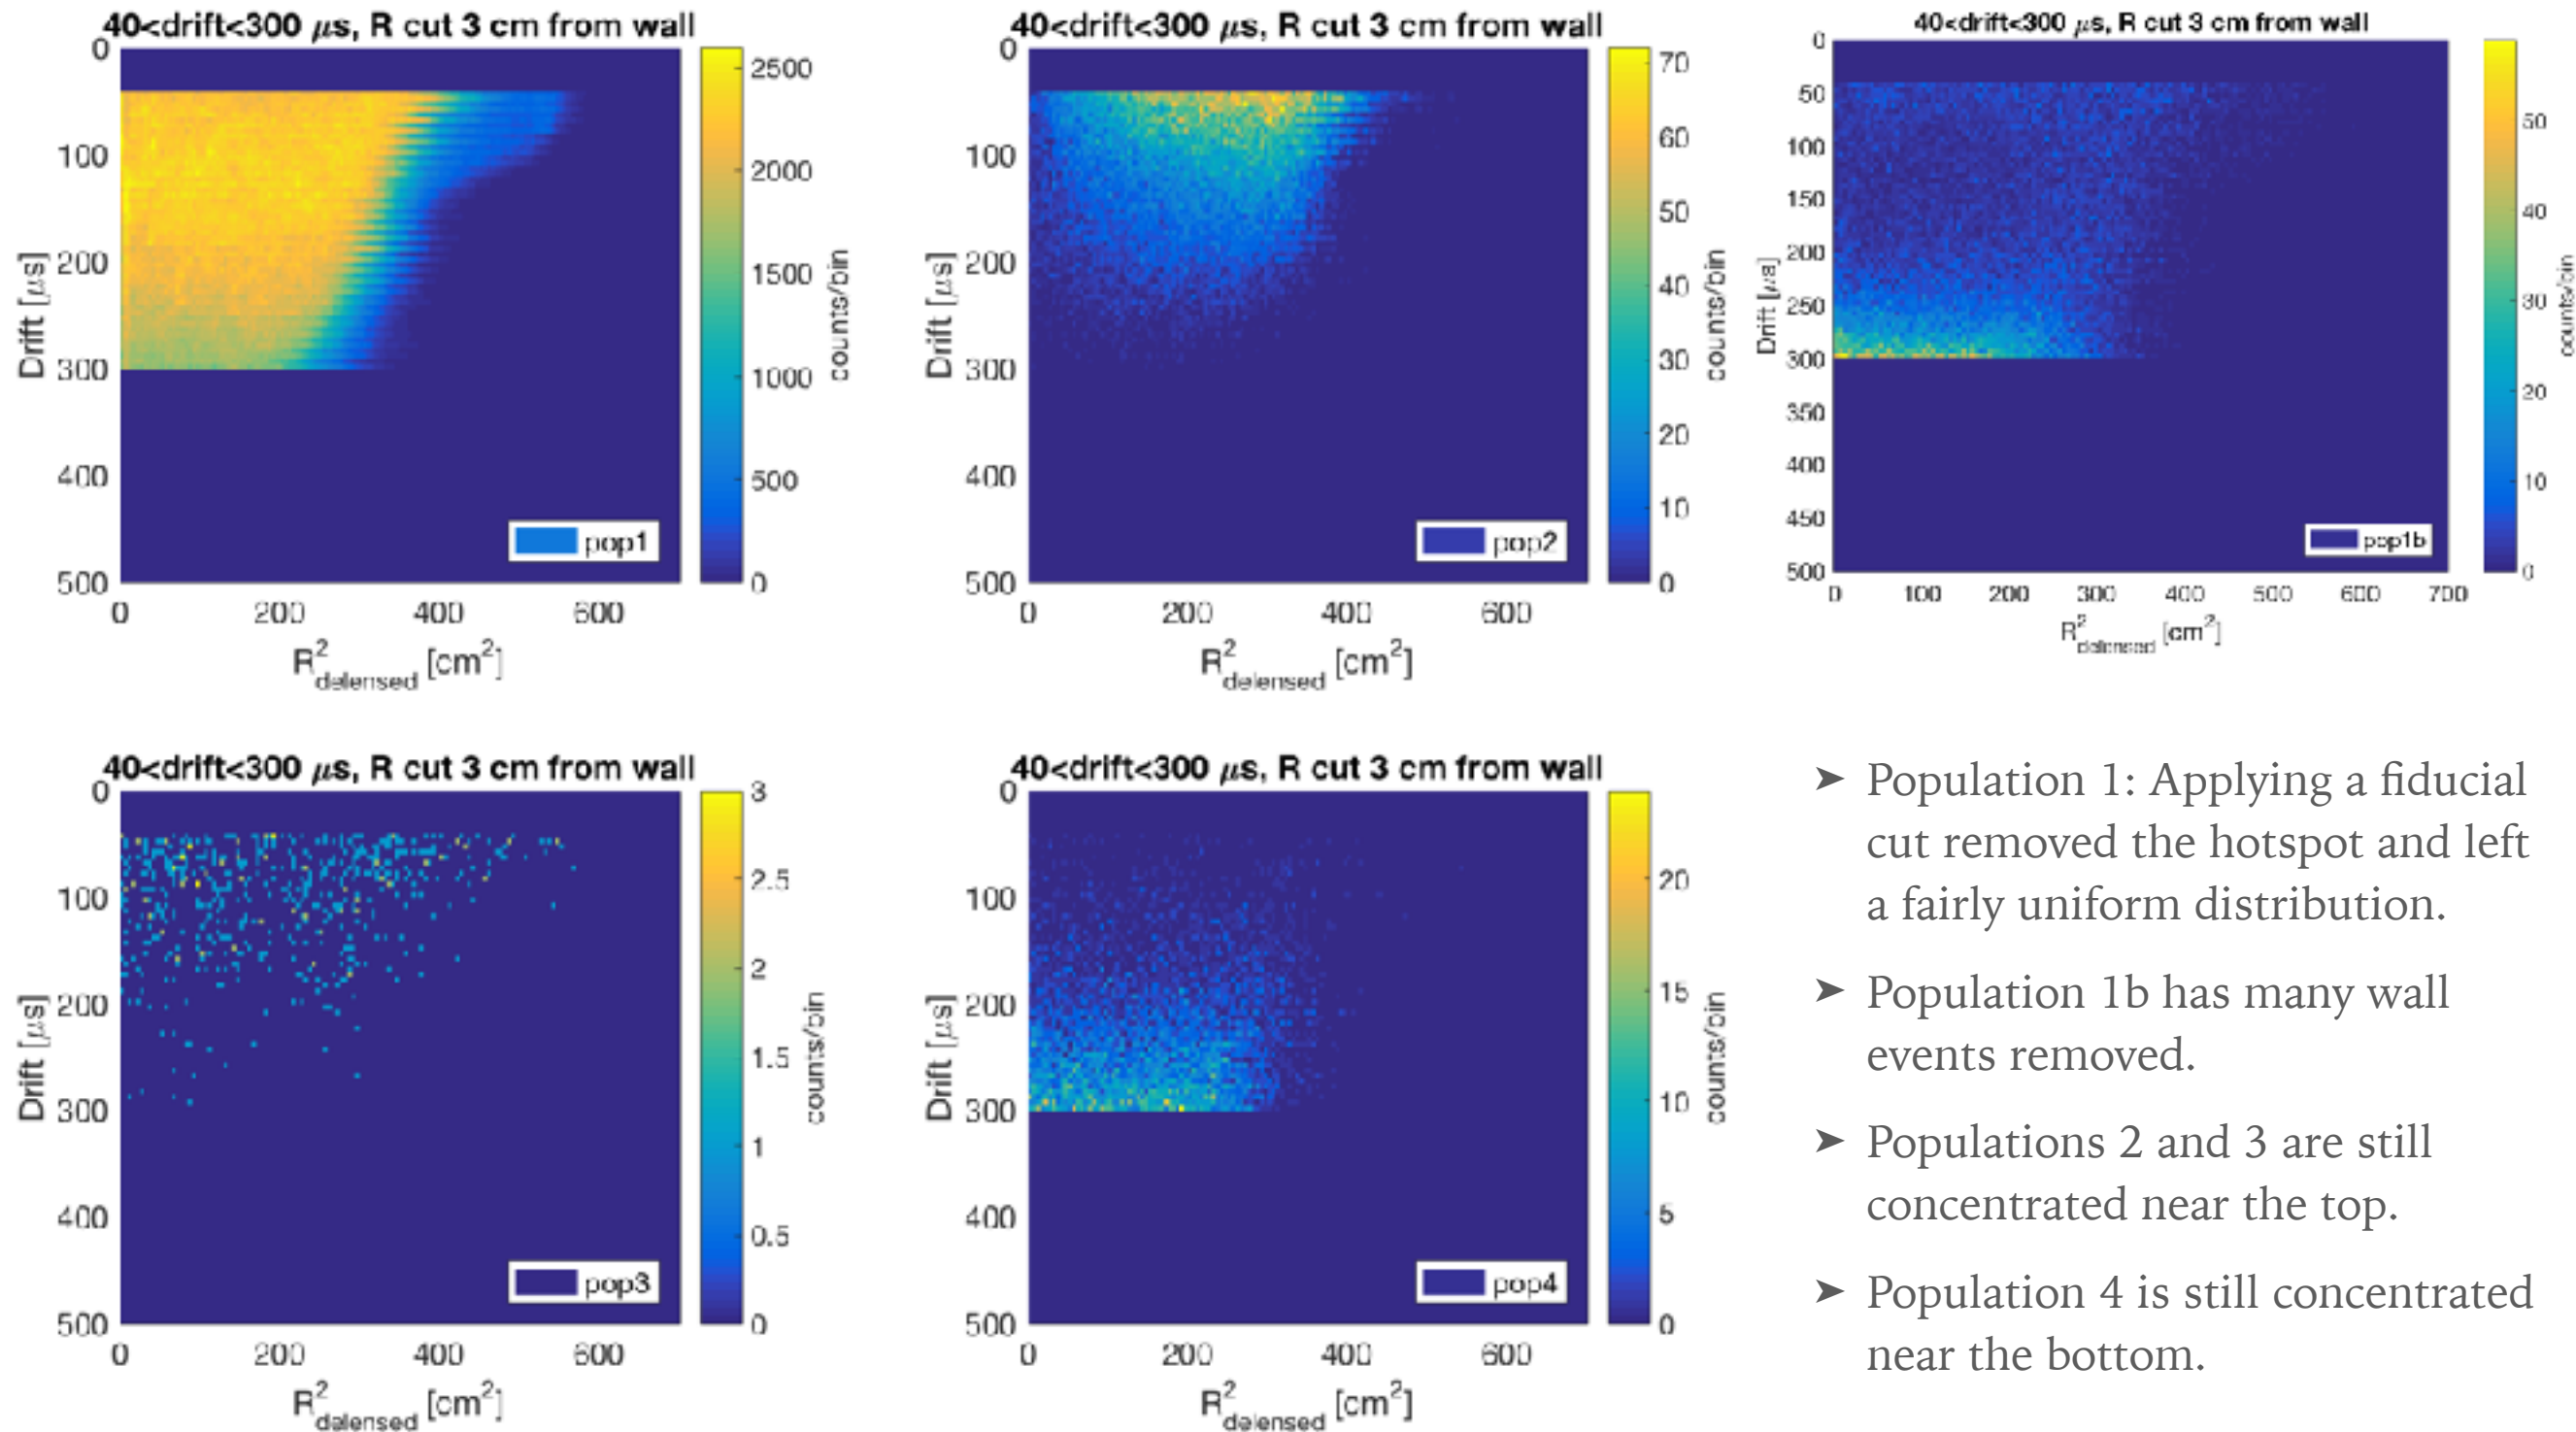 40<drift<300 μs, R cut 3 cm from wall
0
100
200
300
400
500
Drift [μs]
0
200
400
600
R²delensed [cm²]
2500
2000
1500
1000
500
0
counts/bin
pop1
40<drift<300 μs, R cut 3 cm from wall
0
100
200
300
400
500
Drift [μs]
0
200
400
600
R²delensed [cm²]
70
60
50
40
30
20
10
0
counts/bin
pop2
40<drift<300 μs, R cut 3 cm from wall
0
50
100
150
200
250
300
350
400
450
500
Drift [μs]
0
100
200
300
400
500
600
700
R²delensed [cm²]
50
40
30
20
10
0
counts/bin
pop1b
40<drift<300 μs, R cut 3 cm from wall
0
100
200
300
400
500
Drift [μs]
0
200
400
600
R²delensed [cm²]
3
2.5
2
1.5
1
0.5
0
counts/bin
pop3
40<drift<300 μs, R cut 3 cm from wall
0
100
200
300
400
500
Drift [μs]
0
200
400
600
R²delensed [cm²]
20
15
10
5
0
counts/bin
pop4
➤ Population 1: Applying a fiducial
cut removed the hotspot and left
a fairly uniform distribution.
➤ Population 1b has many wall
events removed.
➤ Populations 2 and 3 are still
concentrated near the top.
➤ Population 4 is still concentrated
near the bottom.